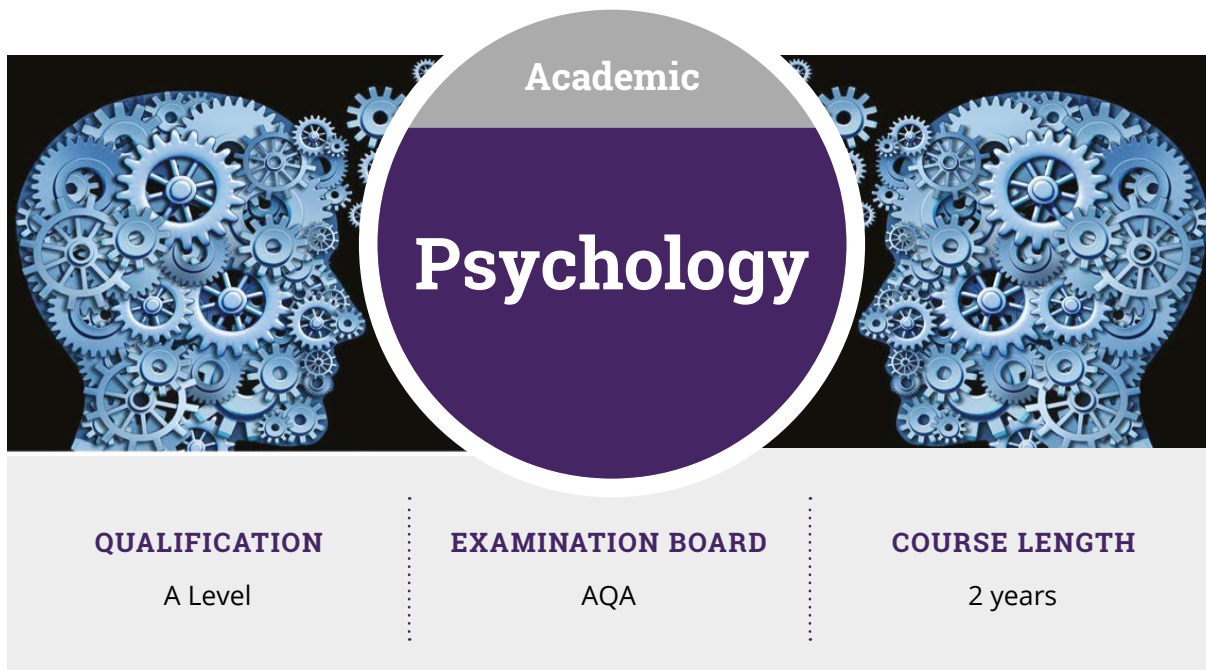 Academic
Psychology
QUALIFICATION
A Level
EXAMINATION BOARD
AQA
COURSE LENGTH
2 years